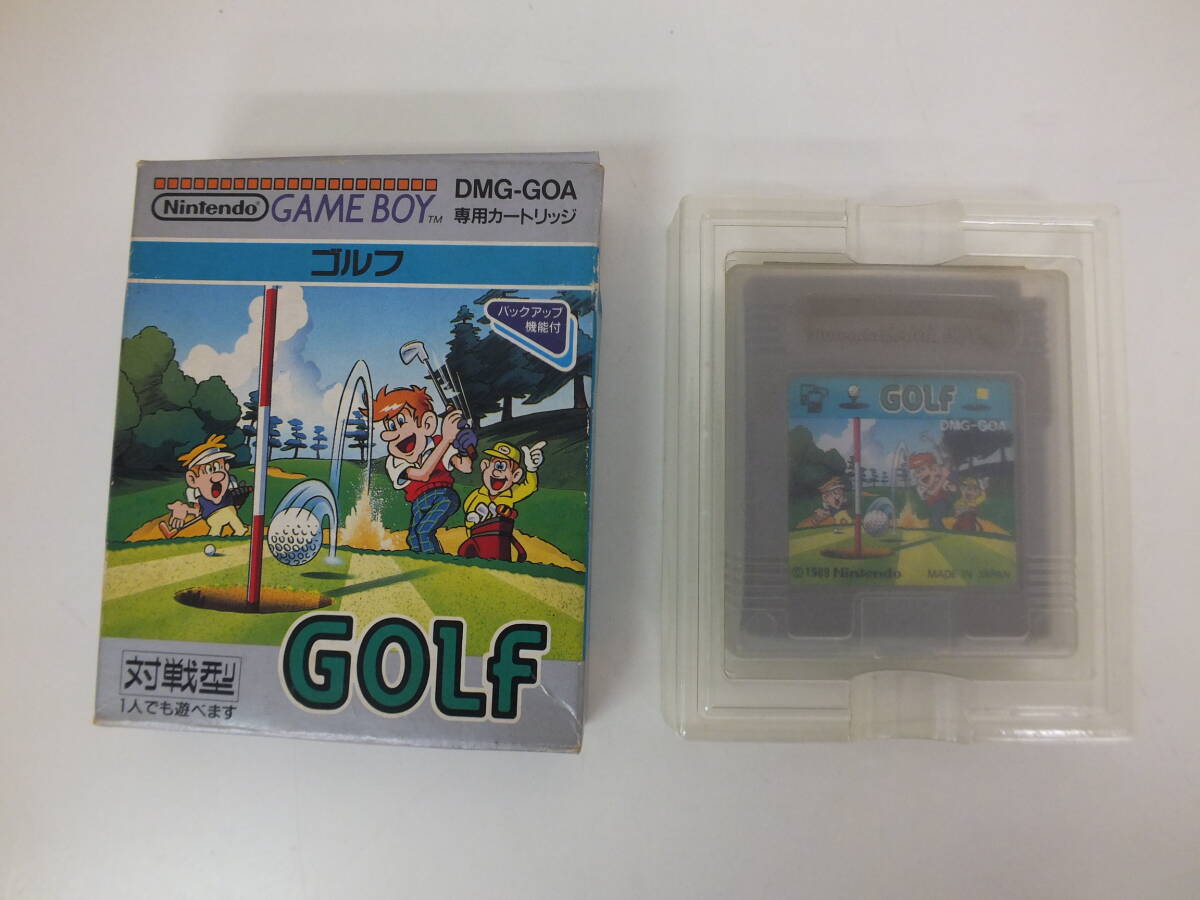 Nintendo GAME BOY TM
DMG-GOA
専用カートリッジ
ゴルフ
バックアップ
機能付
GOLF
対戦型
1人でも遊べます
GOLF
DMG-GOA
©1989 Nintendo
MADE IN JAPAN